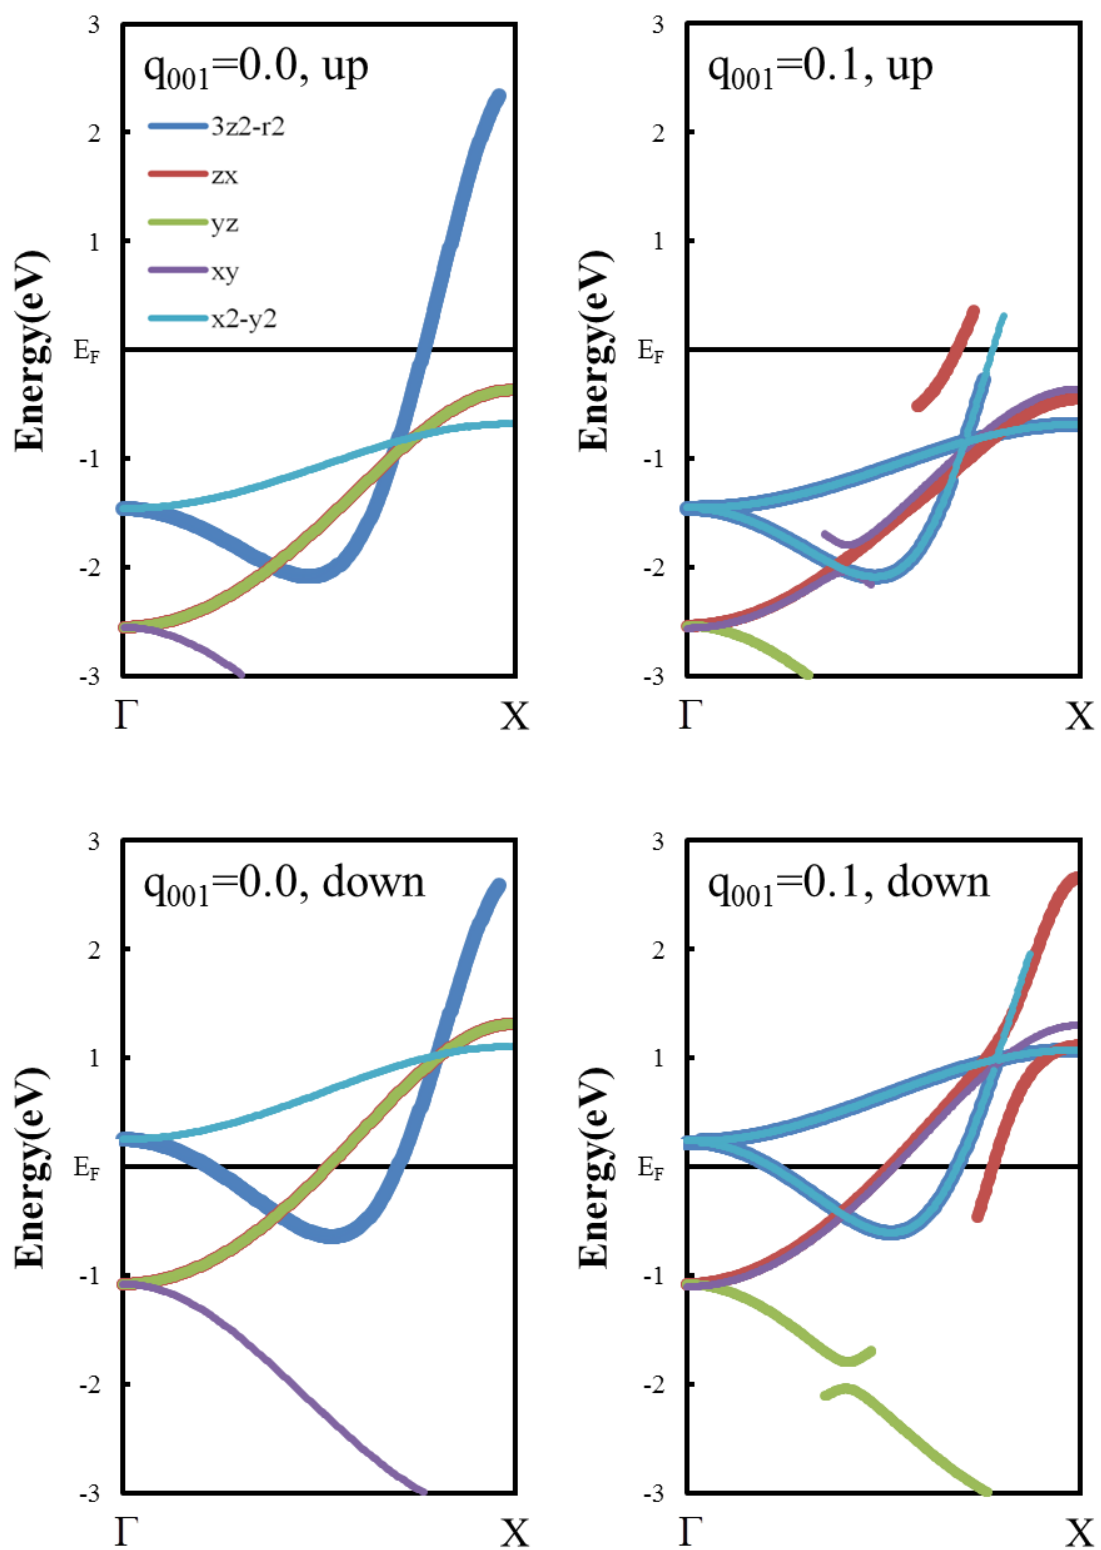 3
q001=0.0, up
3z2-r2
2
zx
yz
1
xy
x2-y2
EF
-1
-2
-3
Energy(eV)
Γ
X
3
q001=0.1, up
2
1
EF
-1
-2
-3
Energy(eV)
Γ
X
3
q001=0.0, down
2
1
EF
-1
-2
-3
Energy(eV)
Γ
X
3
q001=0.1, down
2
1
EF
-1
-2
-3
Energy(eV)
Γ
X